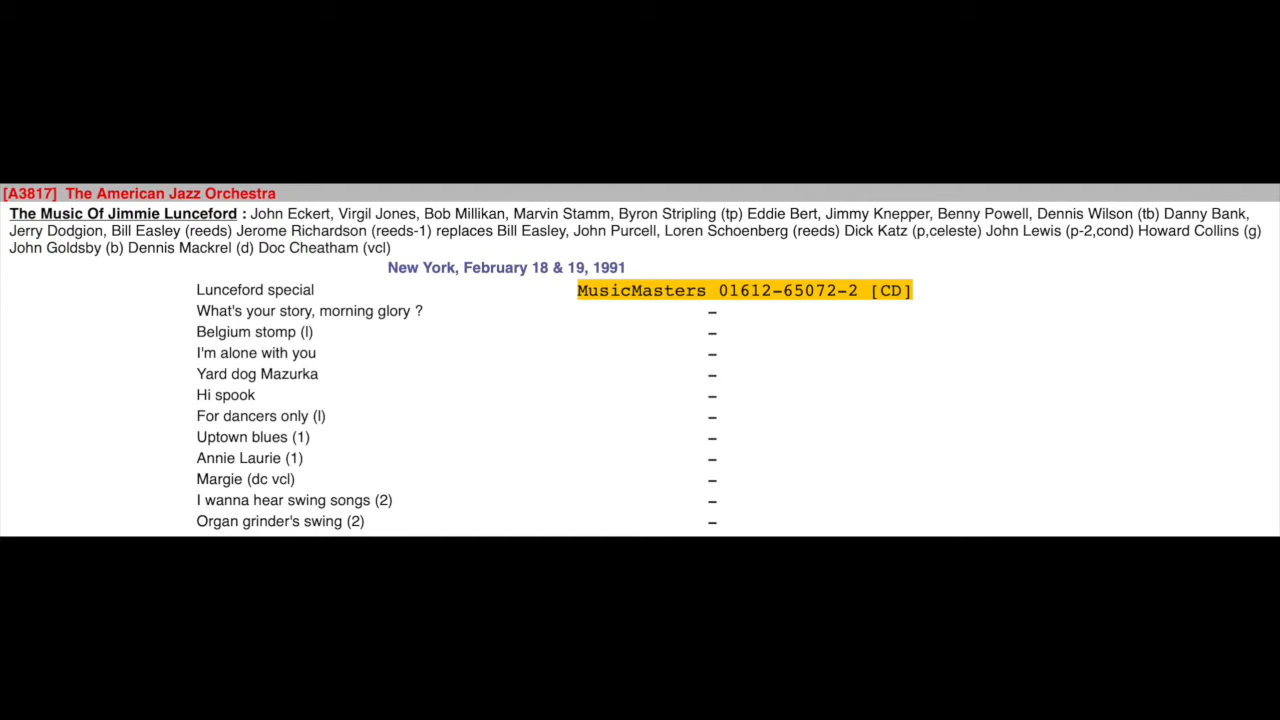 [A3817] The American Jazz Orchestra
The Music Of Jimmie Lunceford : John Eckert, Virgil Jones, Bob Millikan, Marvin Stamm, Byron Stripling (tp) Eddie Bert, Jimmy Knepper, Benny Powell, Dennis Wilson (tb) Danny Bank,
Jerry Dodgion, Bill Easley (reeds) Jerome Richardson (reeds-1) replaces Bill Easley, John Purcell, Loren Schoenberg (reeds) Dick Katz (p,celeste) John Lewis (p-2,cond) Howard Collins (g)
John Goldsby (b) Dennis Mackrel (d) Doc Cheatham (vcl)
New York, February 18 & 19, 1991
Lunceford special MusicMasters 01612-65072-2 [CD]
What's your story, morning glory ? –
Belgium stomp (l) –
I'm alone with you –
Yard dog Mazurka –
Hi spook –
For dancers only (l) –
Uptown blues (1) –
Annie Laurie (1) –
Margie (dc vcl) –
I wanna hear swing songs (2) –
Organ grinder's swing (2) –